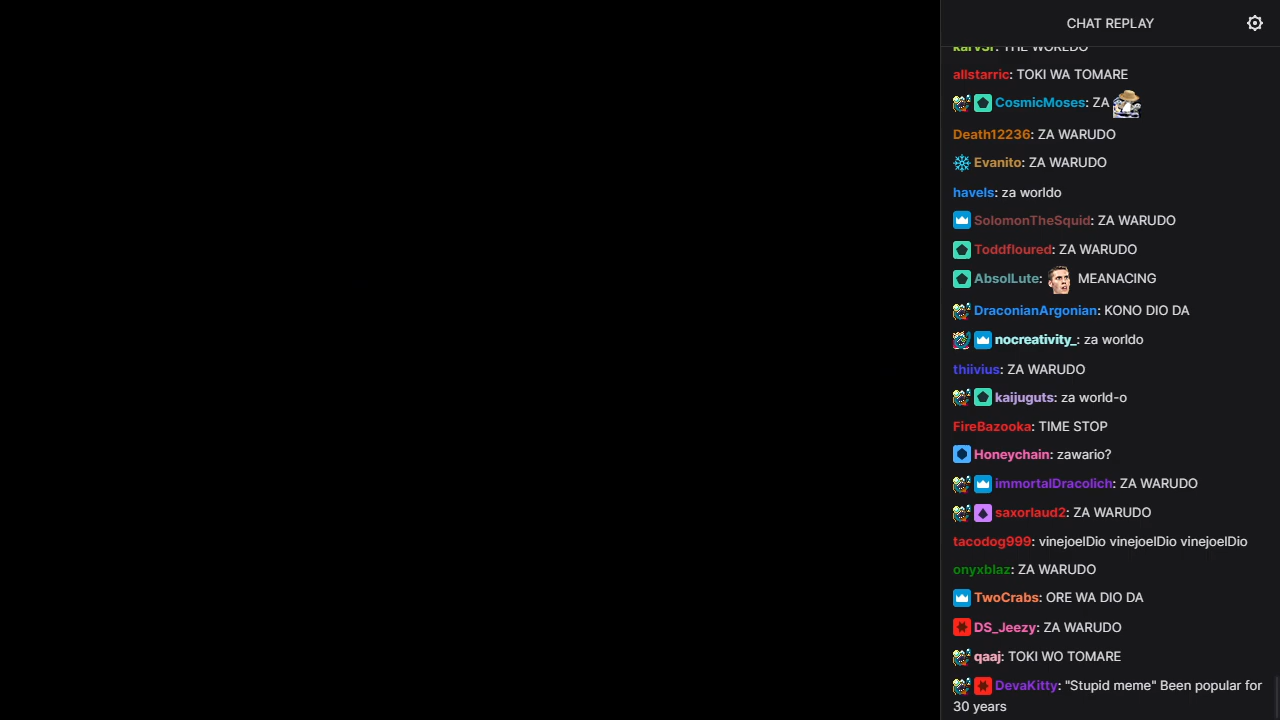 CHAT REPLAY
karv3r: THE WORLDO
allstarric: TOKI WA TOMARE
CosmicMoses: ZA
Death12236: ZA WARUDO
Evanito: ZA WARUDO
havels: za worldo
SolomonTheSquid: ZA WARUDO
Toddfloured: ZA WARUDO
AbsolLute: MEANACING
DraconianArgonian: KONO DIO DA
nocreativity_: za worldo
thiivius: ZA WARUDO
kaijuguts: za world-o
FireBazooka: TIME STOP
Honeychain: zawario?
immortalDracolich: ZA WARUDO
saxorlaud2: ZA WARUDO
tacodog999: vinejoelDio vinejoelDio vinejoelDio
onyxblaz: ZA WARUDO
TwoCrabs: ORE WA DIO DA
DS_Jeezy: ZA WARUDO
qaaj: TOKI WO TOMARE
DevaKitty: "Stupid meme" Been popular for
30 years